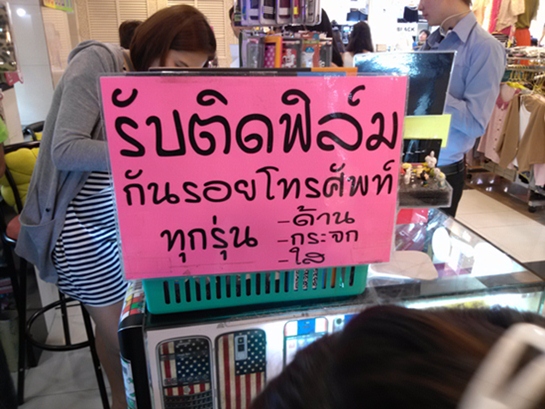 รับติดฟิล์ม
กันรอยโทรศัพท์
ทุกรุ่น -ด้าน
-กระจก
-ใส